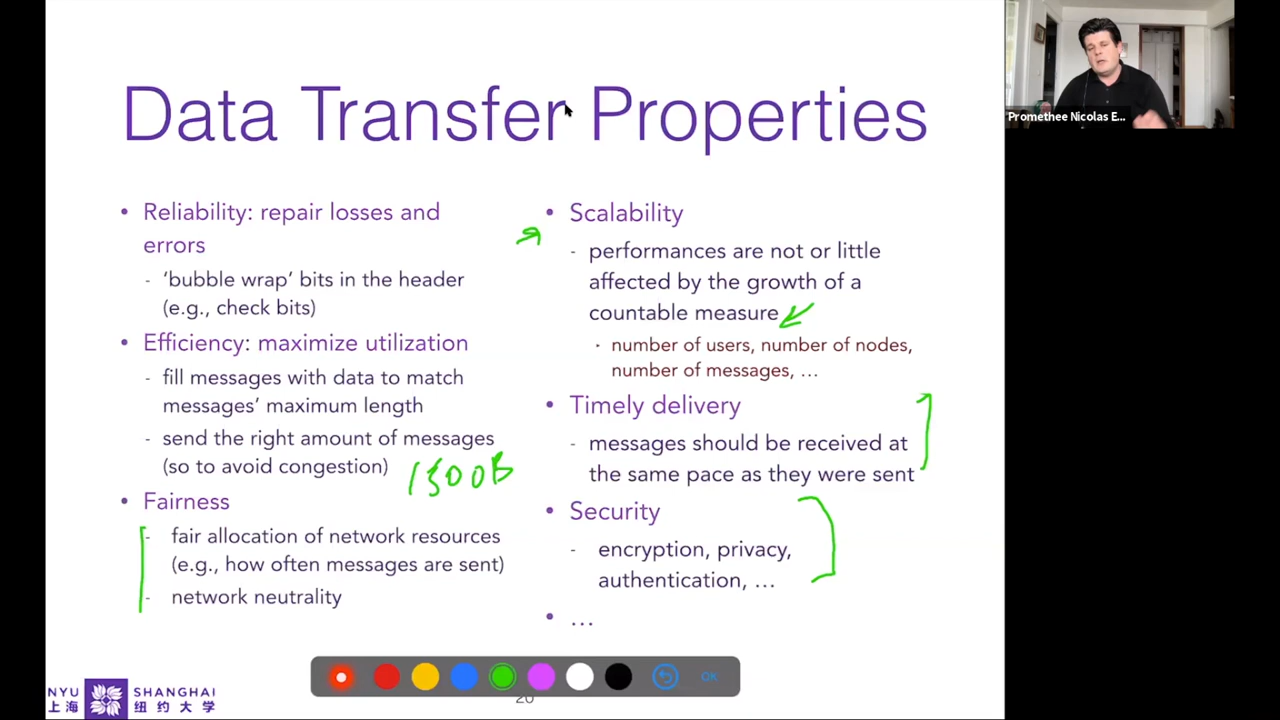 Data Transfer Properties
• Reliability: repair losses and
errors
- ‘bubble wrap’ bits in the header
(e.g., check bits)
• Efficiency: maximize utilization
- fill messages with data to match
messages’ maximum length
- send the right amount of messages
(so to avoid congestion)
1500B
• Fairness
- fair allocation of network resources
(e.g., how often messages are sent)
- network neutrality
• Scalability
- performances are not or little
affected by the growth of a
countable measure
• number of users, number of nodes,
number of messages, …
• Timely delivery
- messages should be received at
the same pace as they were sent
• Security
- encryption, privacy,
authentication, …
• …
Promethee Nicolas E...
OK
20
NYU SHANGHAI
上海 纽约大学